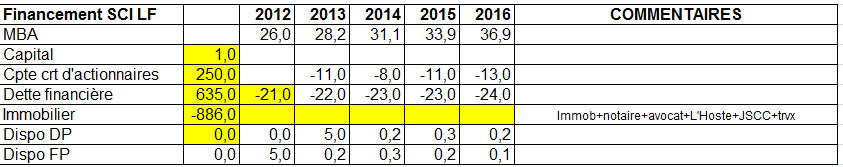 Financement SCI LF 2012 2013 2014 2015 2016 COMMENTAIRES
MBA 26,0 28,2 31,1 33,9 36,9
Capital 1,0
Cpte crt d'actionnaires 250,0 -11,0 -8,0 -11,0 -13,0
Dette financière 635,0 -21,0 -22,0 -23,0 -23,0 -24,0
Immobilier -886,0 Immob+notaire+avocat+L'Hoste+JSCC+trvx
Dispo DP 0,0 0,0 5,0 0,2 0,3 0,2
Dispo FP 0,0 5,0 0,2 0,3 0,2 0,1